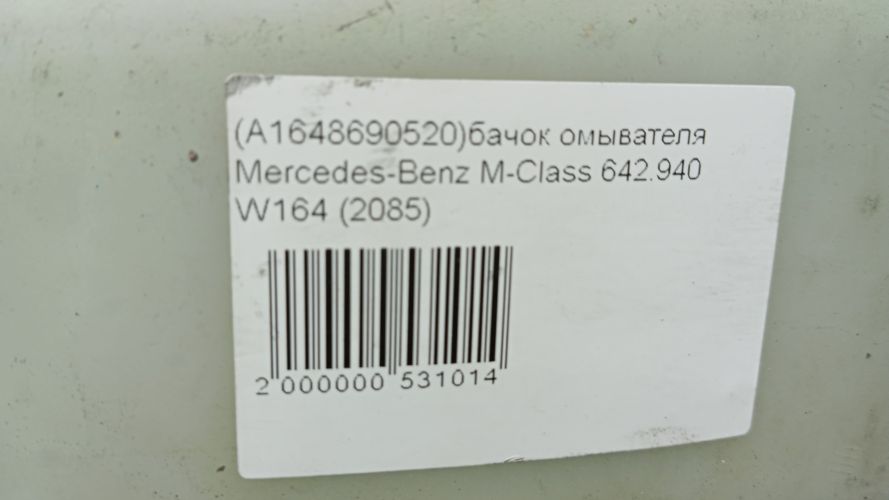 (A1648690520)бачок омывателя
Mercedes-Benz M-Class 642.940
W164 (2085)
2 000000 531014